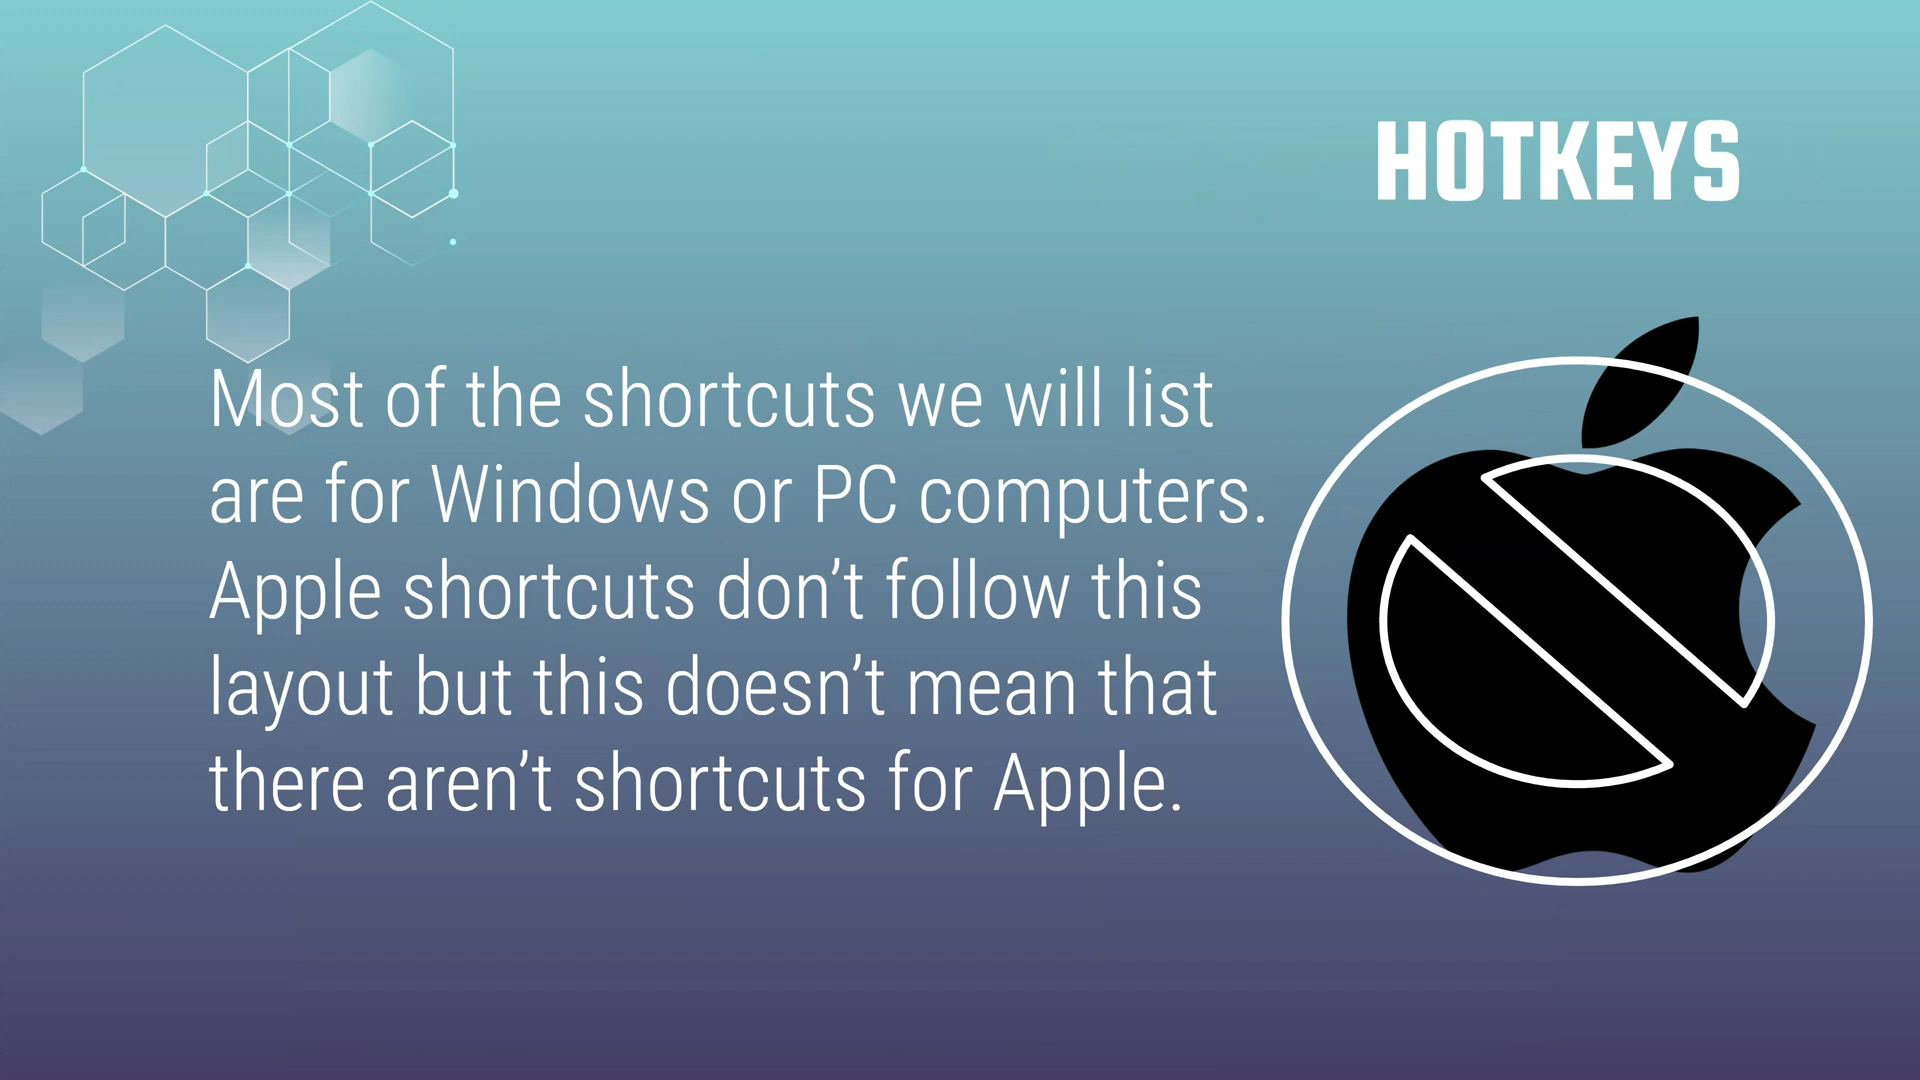 HOTKEYS
Most of the shortcuts we will list
are for Windows or PC computers.
Apple shortcuts don’t follow this
layout but this doesn’t mean that
there aren’t shortcuts for Apple.